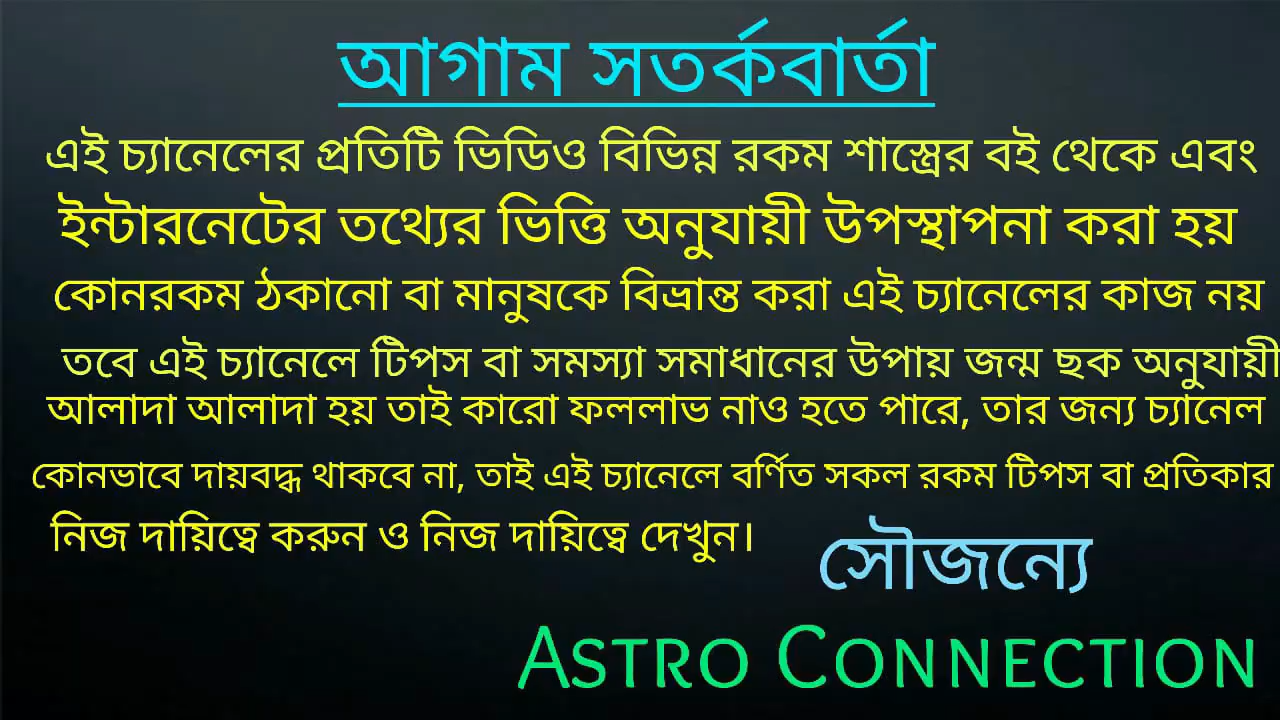 আগাম সতর্কবার্তা
এই চ্যানেলের প্রতিটি ভিডিও বিভিন্ন রকম শাস্ত্রের বই থেকে এবং
ইন্টারনেটের তথ্যের ভিত্তি অনুযায়ী উপস্থাপনা করা হয়
কোনরকম ঠকানো বা মানুষকে বিভ্রান্ত করা এই চ্যানেলের কাজ নয়
তবে এই চ্যানেলে টিপস বা সমস্যা সমাধানের উপায় জন্ম ছক অনুযায়ী
আলাদা আলাদা হয় তাই কারো ফললাভ নাও হতে পারে, তার জন্য চ্যানেল
কোনভাবে দায়বদ্ধ থাকবে না, তাই এই চ্যানেলে বর্ণিত সকল রকম টিপস বা প্রতিকার
নিজ দায়িত্বে করুন ও নিজ দায়িত্বে দেখুন।
সৌজন্যে
ASTRO CONNECTION